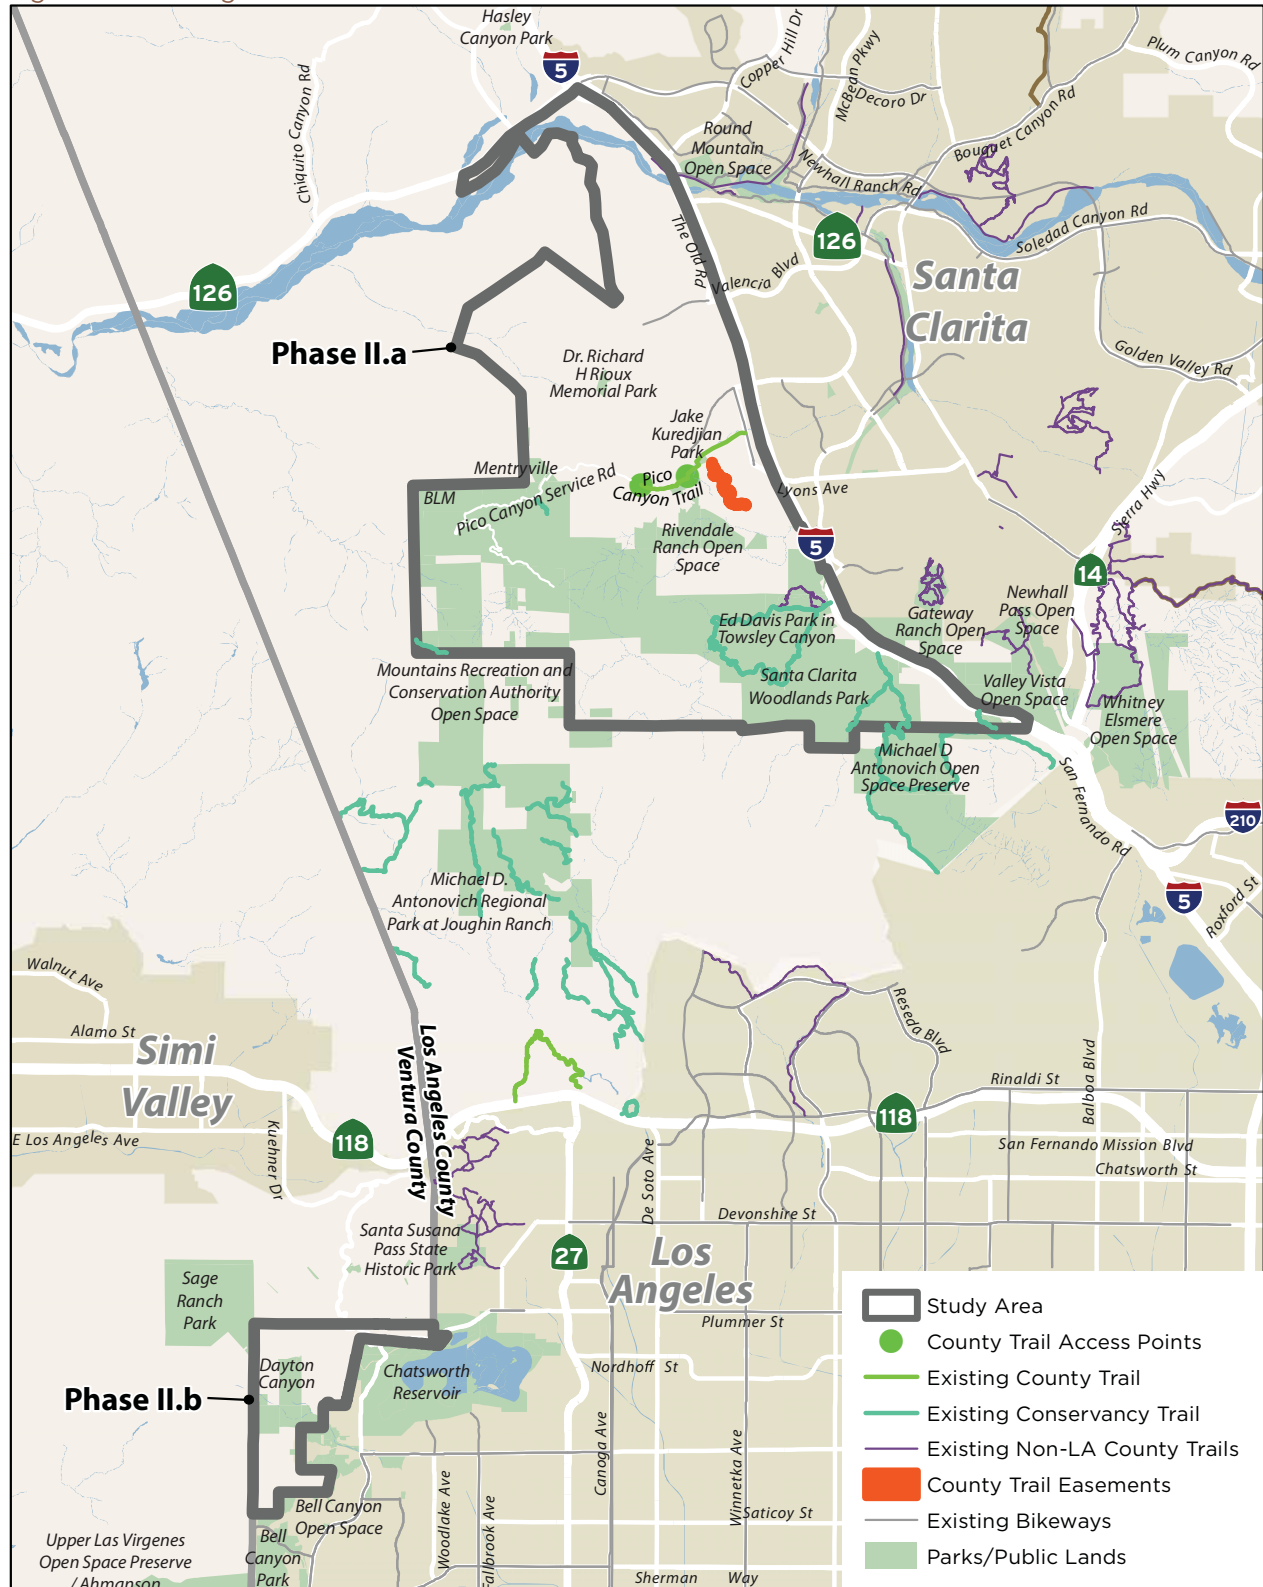 Hasley
Canyon Park
5
Copper Hill Dr
McBean Pkwy
Decoro Dr
Plum Canyon Rd
Bouquet Canyon Rd
Chiquito Canyon Rd
Round
Mountain
Open Space
Newhall Ranch Rd
Soledad Canyon Rd
126
126
The Old Rd
Valencia Blvd
Santa
Clarita
Golden Valley Rd
Phase II.a
Dr. Richard
H Rioux
Memorial Park
Jake
Kuredjian
Park
Mentryville
BLM
Pico Canyon Service Rd
Pico
Canyon Trail
Lyons Ave
Sierra Hwy
Rivendale
Ranch Open
Space
5
14
Ed Davis Park in
Towsley Canyon
Gateway
Ranch Open
Space
Newhall
Pass Open
Space
Mountains Recreation and
Conservation Authority
Open Space
Santa Clarita
Woodlands Park
Valley Vista
Open Space
Whitney
Elsmere
Open Space
Michael D
Antonovich Open
Space Preserve
San Fernando Rd
210
5
Roxford St
Michael D.
Antonovich Regional
Park at Joughin Ranch
Walnut Ave
Alamo St
Simi
Valley
Los Angeles County
Ventura County
Reseda Blvd
Rinaldi St
Balboa Blvd
E Los Angeles Ave
Kuehner Dr
118
118
San Fernando Mission Blvd
Chatsworth St
De Soto Ave
Devonshire St
Santa Susana
Pass State
Historic Park
27
Los
Angeles
Sage
Ranch
Park
Plummer St
Dayton
Canyon
Chatsworth
Reservoir
Nordhoff St
Phase II.b
Canoga Ave
Winnetka Ave
Woodlake Ave
Fallbrook Ave
Saticoy St
Bell Canyon
Open Space
Bell
Canyon
Park
Upper Las Virgenes
Open Space Preserve
/ Ahmanson
Sherman Way
Study Area
County Trail Access Points
Existing County Trail
Existing Conservancy Trail
Existing Non-LA County Trails
County Trail Easements
Existing Bikeways
Parks/Public Lands